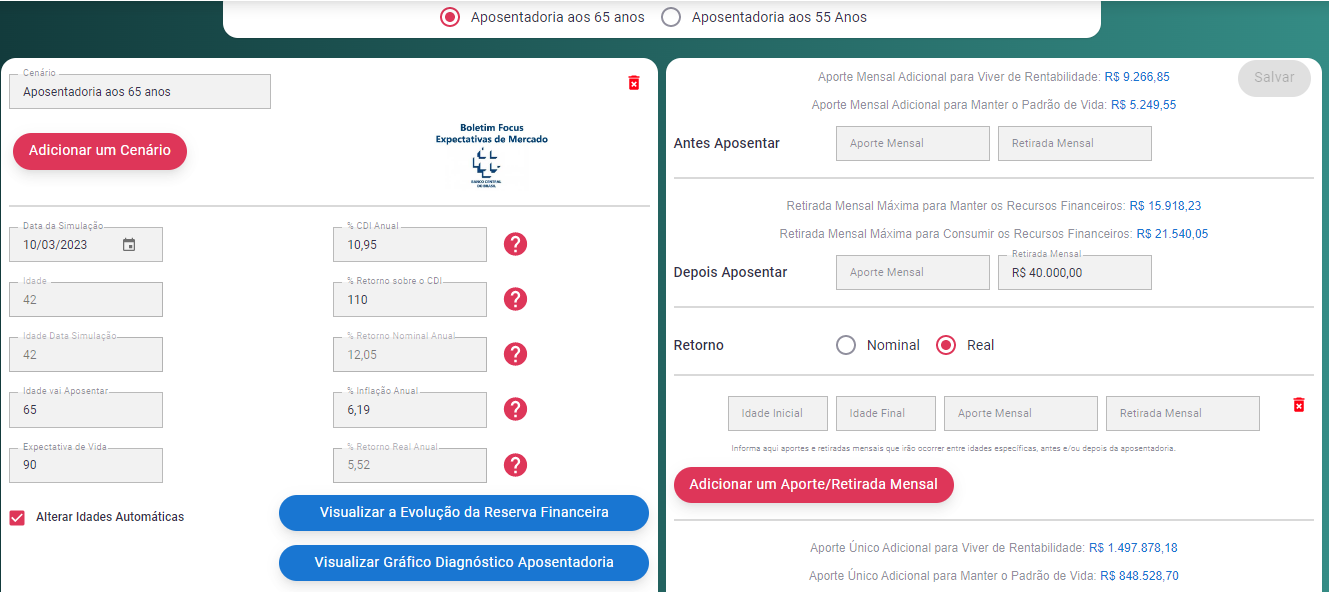 Aposentadoria aos 65 anos Aposentadoria aos 55 Anos
Cenário
Aposentadoria aos 65 anos
Adicionar um Cenário
Boletim Focus
Expectativas de Mercado
BANCO CENTRAL
DO BRASIL
Data da Simulação
10/03/2023
Idade
42
Idade Data Simulação
42
Idade vai Aposentar
65
Expectativa de Vida
90
Alterar Idades Automáticas
% CDI Anual
10,95
% Retorno sobre o CDI
110
% Retorno Nominal Anual
12,05
% Inflação Anual
6,19
% Retorno Real Anual
5,52
Visualizar a Evolução da Reserva Financeira
Visualizar Gráfico Diagnóstico Aposentadoria
Aporte Mensal Adicional para Viver de Rentabilidade: R$ 9.266,85
Salvar
Aporte Mensal Adicional para Manter o Padrão de Vida: R$ 5.249,55
Antes Aposentar Aporte Mensal Retirada Mensal
Retirada Mensal Máxima para Manter os Recursos Financeiros: R$ 15.918,23
Retirada Mensal Máxima para Consumir os Recursos Financeiros: R$ 21.540,05
Retirada Mensal
Depois Aposentar Aporte Mensal R$ 40.000,00
Retorno Nominal Real
Idade Inicial Idade Final Aporte Mensal Retirada Mensal
Informa aqui aportes e retiradas mensais que irão ocorrer entre idades específicas, antes e/ou depois da aposentadoria.
Adicionar um Aporte/Retirada Mensal
Aporte Único Adicional para Viver de Rentabilidade: R$ 1.497.878,18
Aporte Único Adicional para Manter o Padrão de Vida: R$ 848.528,70